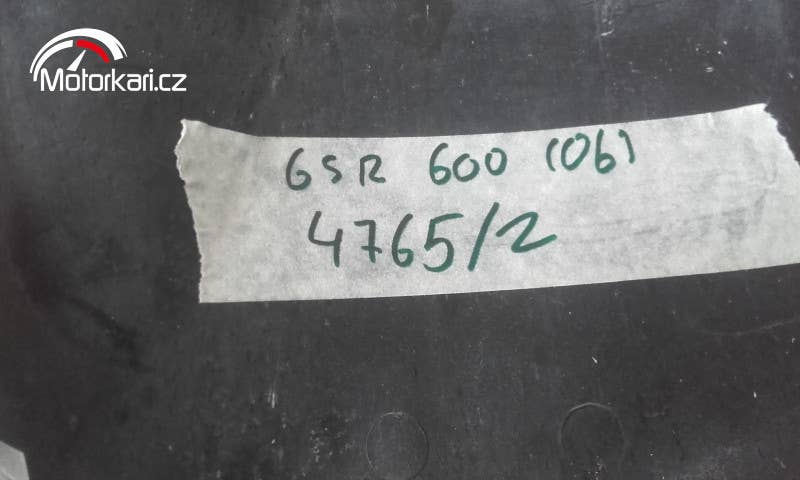 Motorkari.cz
GSR 600 (06)
4765/2